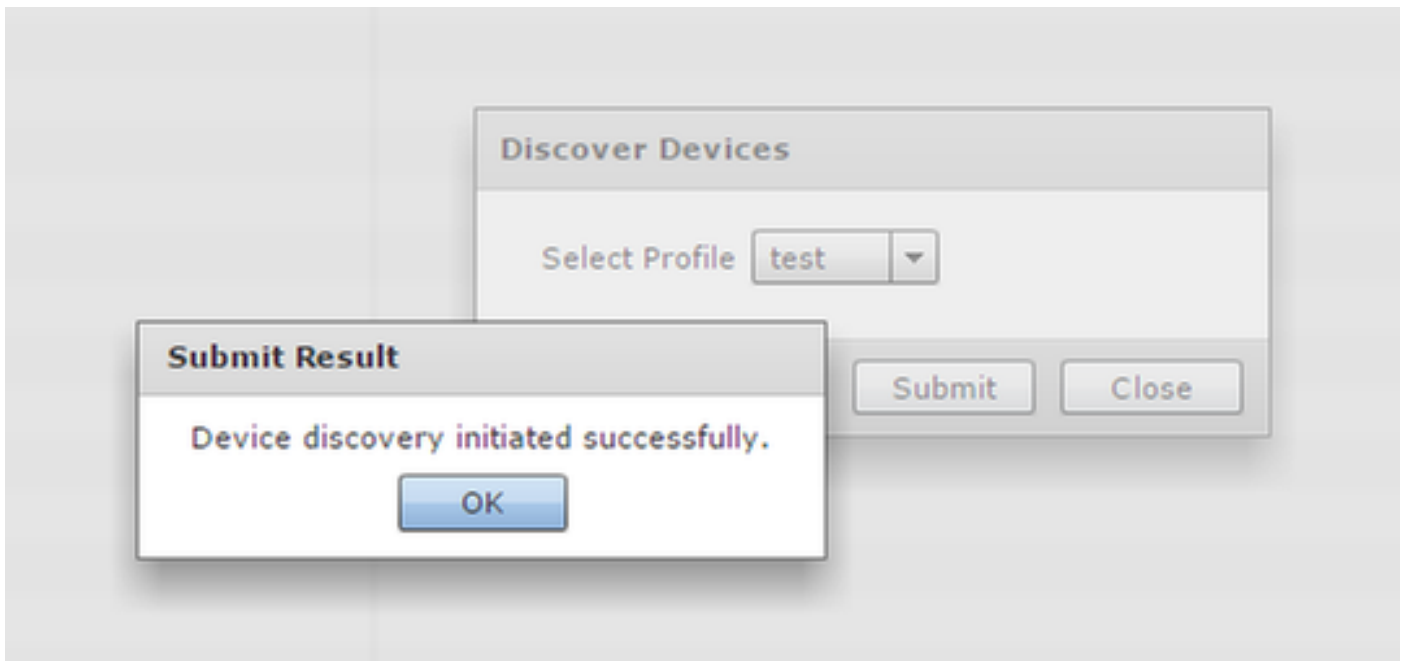 Discover Devices
Select Profile test
Submit Close
Submit Result
Device discovery initiated successfully.
OK